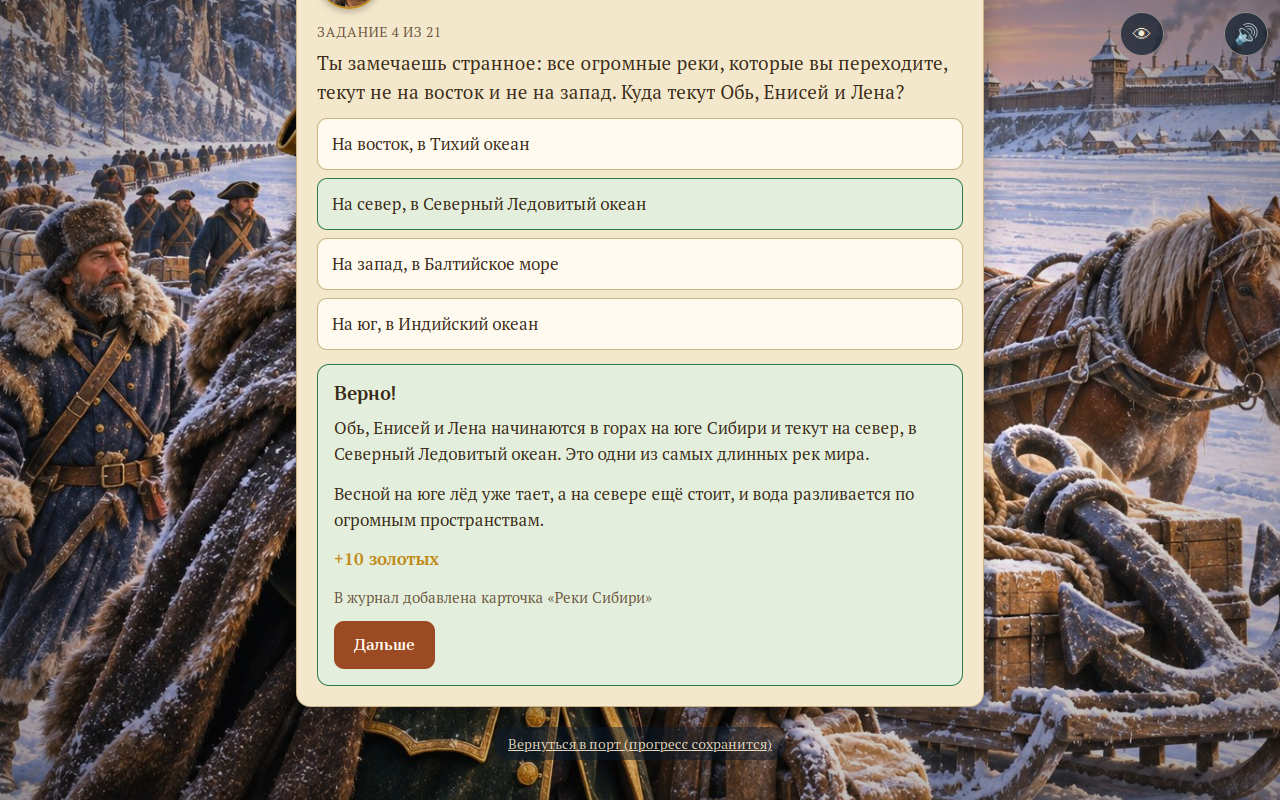 ЗАДАНИЕ 4 ИЗ 21
Ты замечаешь странное: все огромные реки, которые вы переходите,
текут не на восток и не на запад. Куда текут Обь, Енисей и Лена?
На восток, в Тихий океан
На север, в Северный Ледовитый океан
На запад, в Балтийское море
На юг, в Индийский океан
Верно!
Обь, Енисей и Лена начинаются в горах на юге Сибири и текут на север, в
Северный Ледовитый океан. Это одни из самых длинных рек мира.
Весной на юге лёд уже тает, а на севере ещё стоит, и вода разливается по
огромным пространствам.
+10 золотых
В журнал добавлена карточка «Реки Сибири»
Дальше
Вернуться в порт (прогресс сохранится)